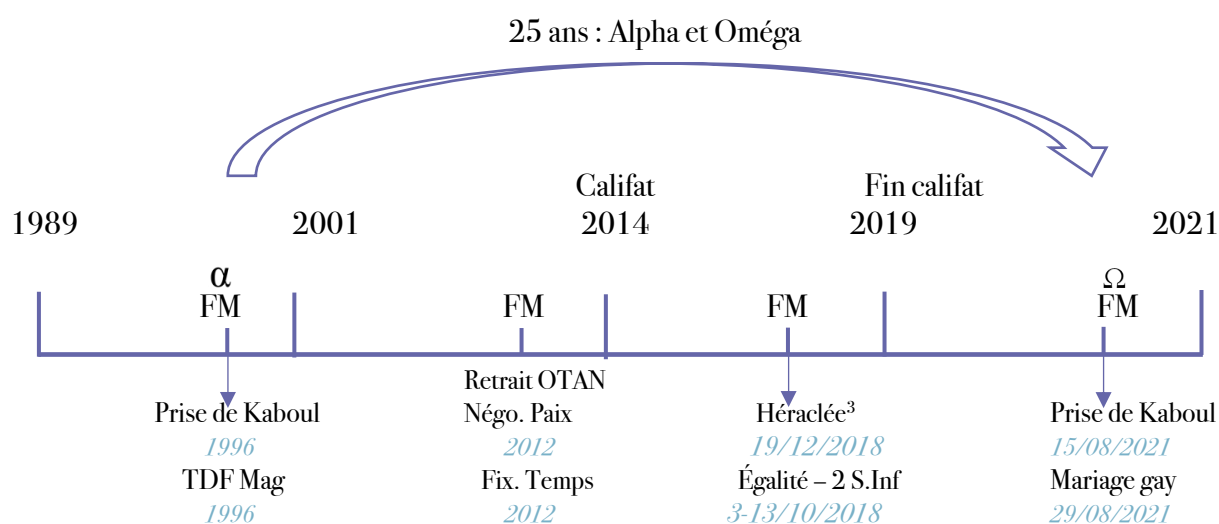 25 ans : Alpha et Oméga
Califat Fin califat
1989 2001 2014 2019 2021
α Ω
FM FM FM FM
Retrait OTAN
Prise de Kaboul Négo. Paix Héraclée³ Prise de Kaboul
1996 2012 19/12/2018 15/08/2021
TDF Mag Fix. Temps Égalité – 2 S.Inf Mariage gay
1996 2012 3-13/10/2018 29/08/2021